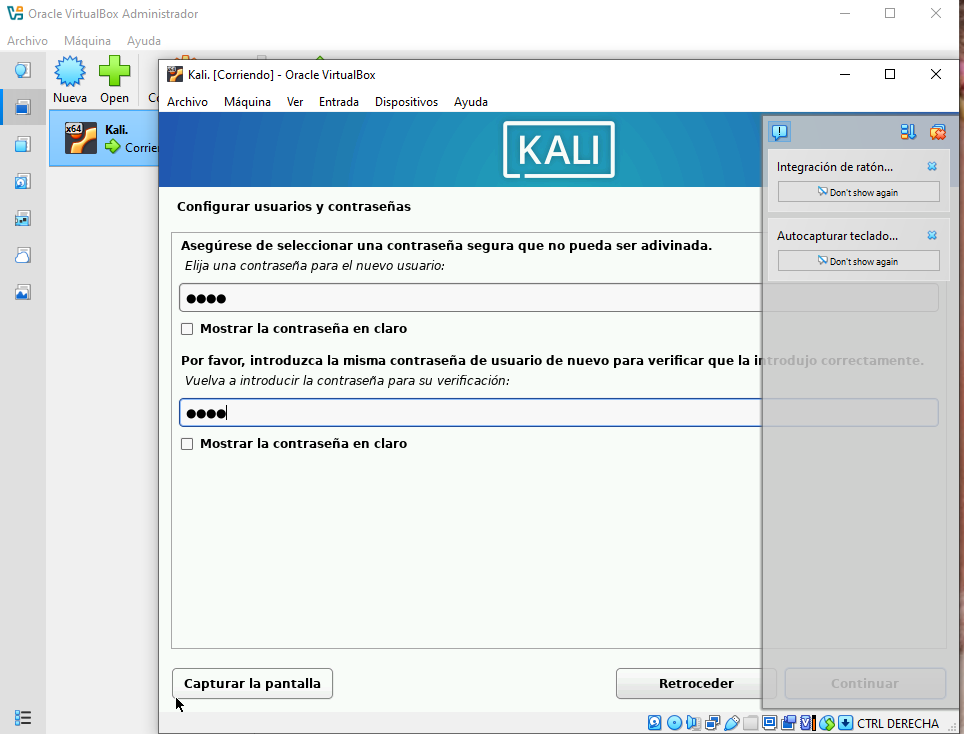 Oracle VirtualBox Administrador
Archivo Máquina Ayuda
Nueva Open
x64 Kali.
Kali. [Corriendo] - Oracle VirtualBox
Archivo Máquina Ver Entrada Dispositivos Ayuda
KALI
Configurar usuarios y contraseñas
Asegúrese de seleccionar una contraseña segura que no pueda ser adivinada.
Elija una contraseña para el nuevo usuario:
●●●●
Mostrar la contraseña en claro
Por favor, introduzca la misma contraseña de usuario de nuevo para verificar que la introdujo correctamente.
Vuelva a introducir la contraseña para su verificación:
●●●●
Mostrar la contraseña en claro
Integración de ratón...
Don't show again
Autocapturar teclado...
Don't show again
Capturar la pantalla Retroceder Continuar
CTRL DERECHA